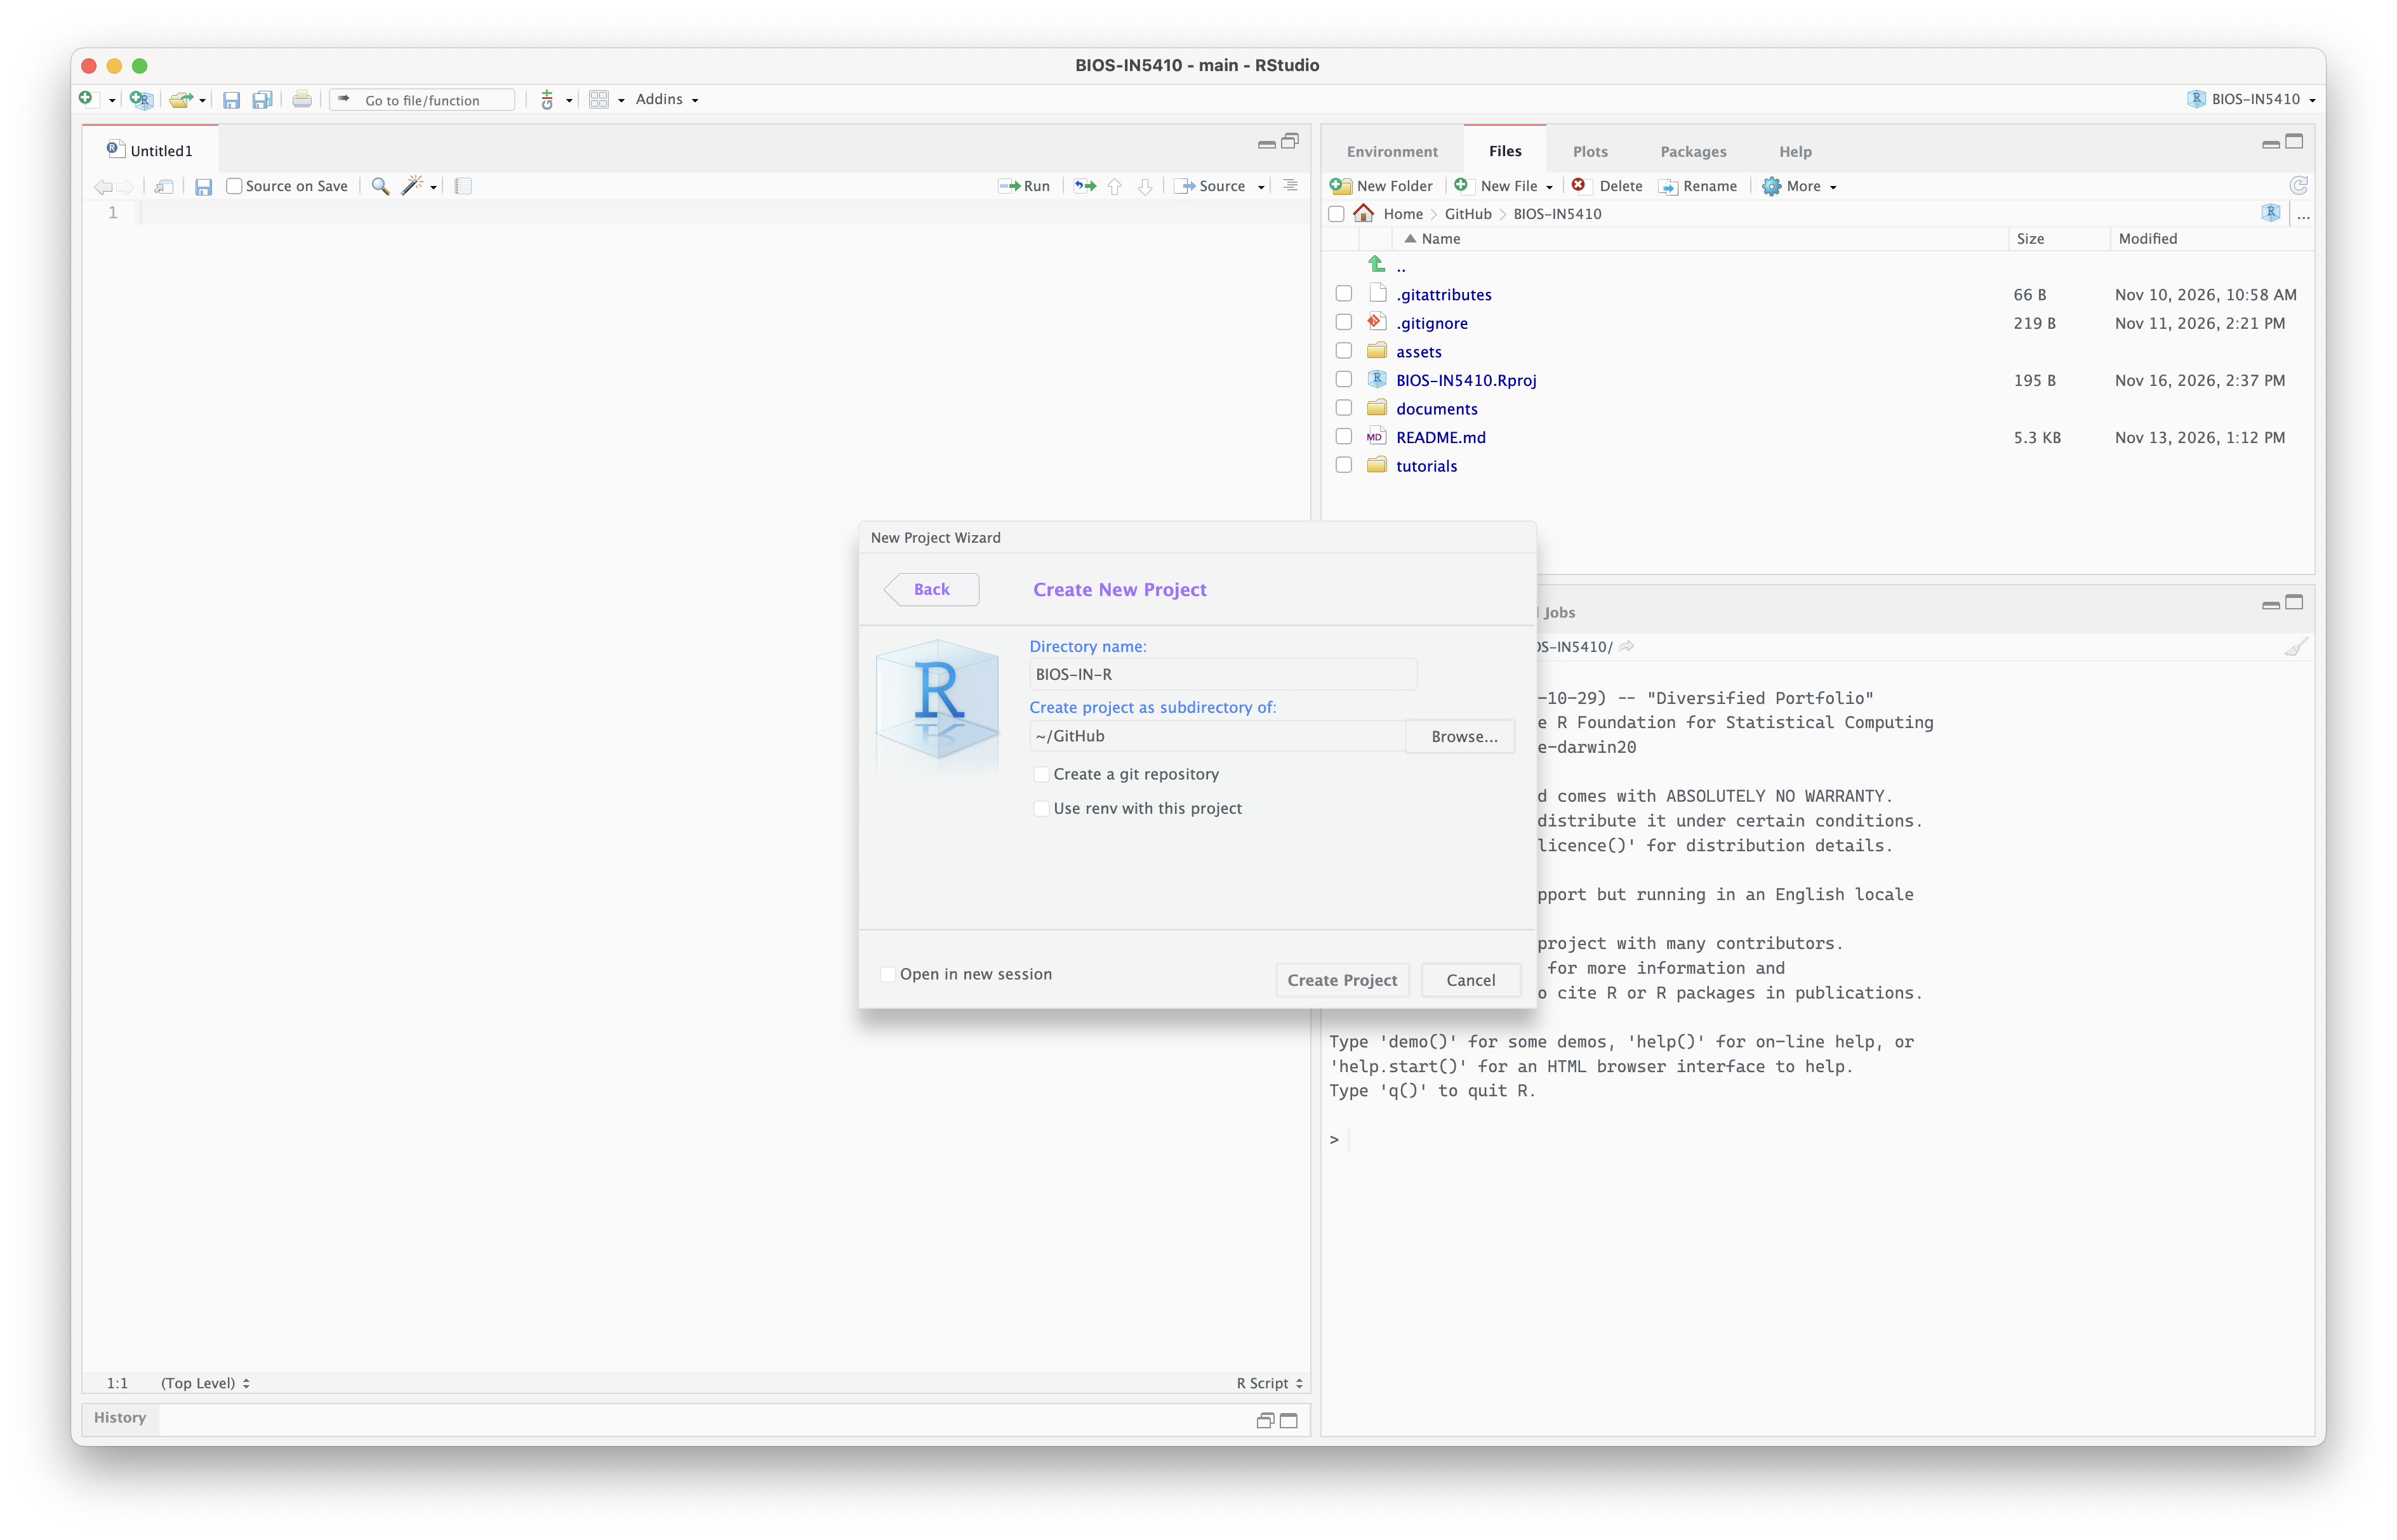 BIOS-IN5410 - main - RStudio
Go to file/function
Addins
BIOS-IN5410
Untitled1
Source on Save
Run
Source
1
1:1 (Top Level)
R Script
History
Environment Files Plots Packages Help
New Folder New File Delete Rename More
Home GitHub BIOS-IN5410
...
Name Size Modified
..
.gitattributes 66 B Nov 10, 2026, 10:58 AM
.gitignore 219 B Nov 11, 2026, 2:21 PM
assets
BIOS-IN5410.Rproj 195 B Nov 16, 2026, 2:37 PM
documents
README.md 5.3 KB Nov 13, 2026, 1:12 PM
tutorials
New Project Wizard
Back
Create New Project
R
Directory name:
BIOS-IN-R
Create project as subdirectory of:
~/GitHub
Browse...
Create a git repository
Use renv with this project
Open in new session
Create Project
Cancel
Jobs
S-IN5410/
-10-29) -- "Diversified Portfolio"
e R Foundation for Statistical Computing
e-darwin20
d comes with ABSOLUTELY NO WARRANTY.
distribute it under certain conditions.
licence()' for distribution details.
pport but running in an English locale
project with many contributors.
for more information and
o cite R or R packages in publications.
Type 'demo()' for some demos, 'help()' for on-line help, or
'help.start()' for an HTML browser interface to help.
Type 'q()' to quit R.
>